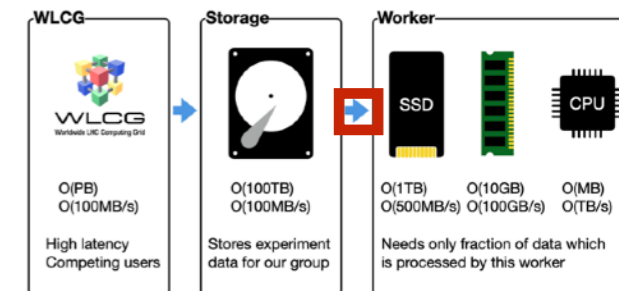 WLCG
Storage
Worker
WLCG
Worldwide LHC Computing Grid
SSD
CPU
O(PB)
O(100MB/s)
High latency
Competing users
O(100TB)
O(100MB/s)
Stores experiment
data for our group
O(1TB) O(10GB) O(MB)
O(500MB/s) O(100GB/s) O(TB/s)
Needs only fraction of data which
is processed by this worker